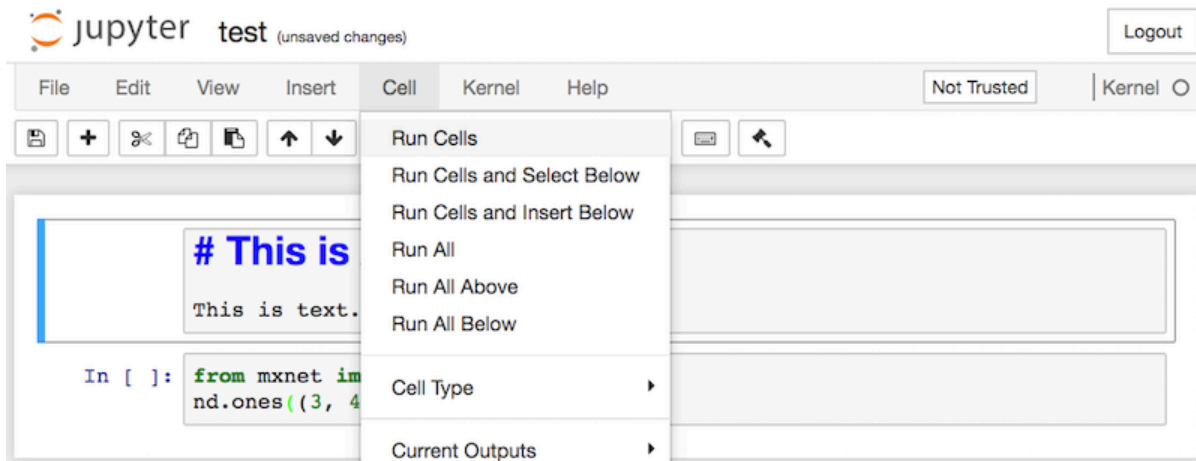 jupyter test (unsaved changes) Logout
File Edit View Insert Cell Kernel Help Not Trusted Kernel
Run Cells
Run Cells and Select Below
Run Cells and Insert Below
Run All
Run All Above
Run All Below
Cell Type
Current Outputs
# This is
This is text.
In [ ]: from mxnet im
nd.ones((3, 4